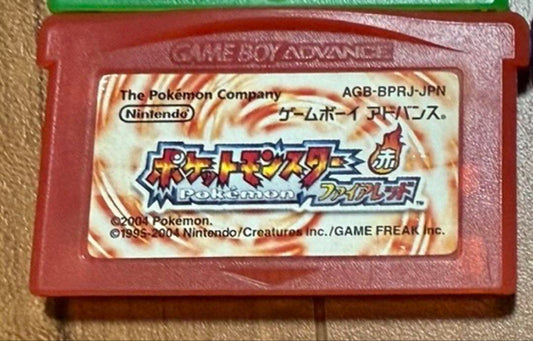 GAME BOY ADVANCE
The Pokémon Company
AGB-BPRJ-JPN
Nintendo®
ゲームボーイ アドバンス®
ポケットモンスター
赤
Pokémon
ファイアレッド™
©2004 Pokémon.
©1995-2004 Nintendo/Creatures inc./GAME FREAK inc.